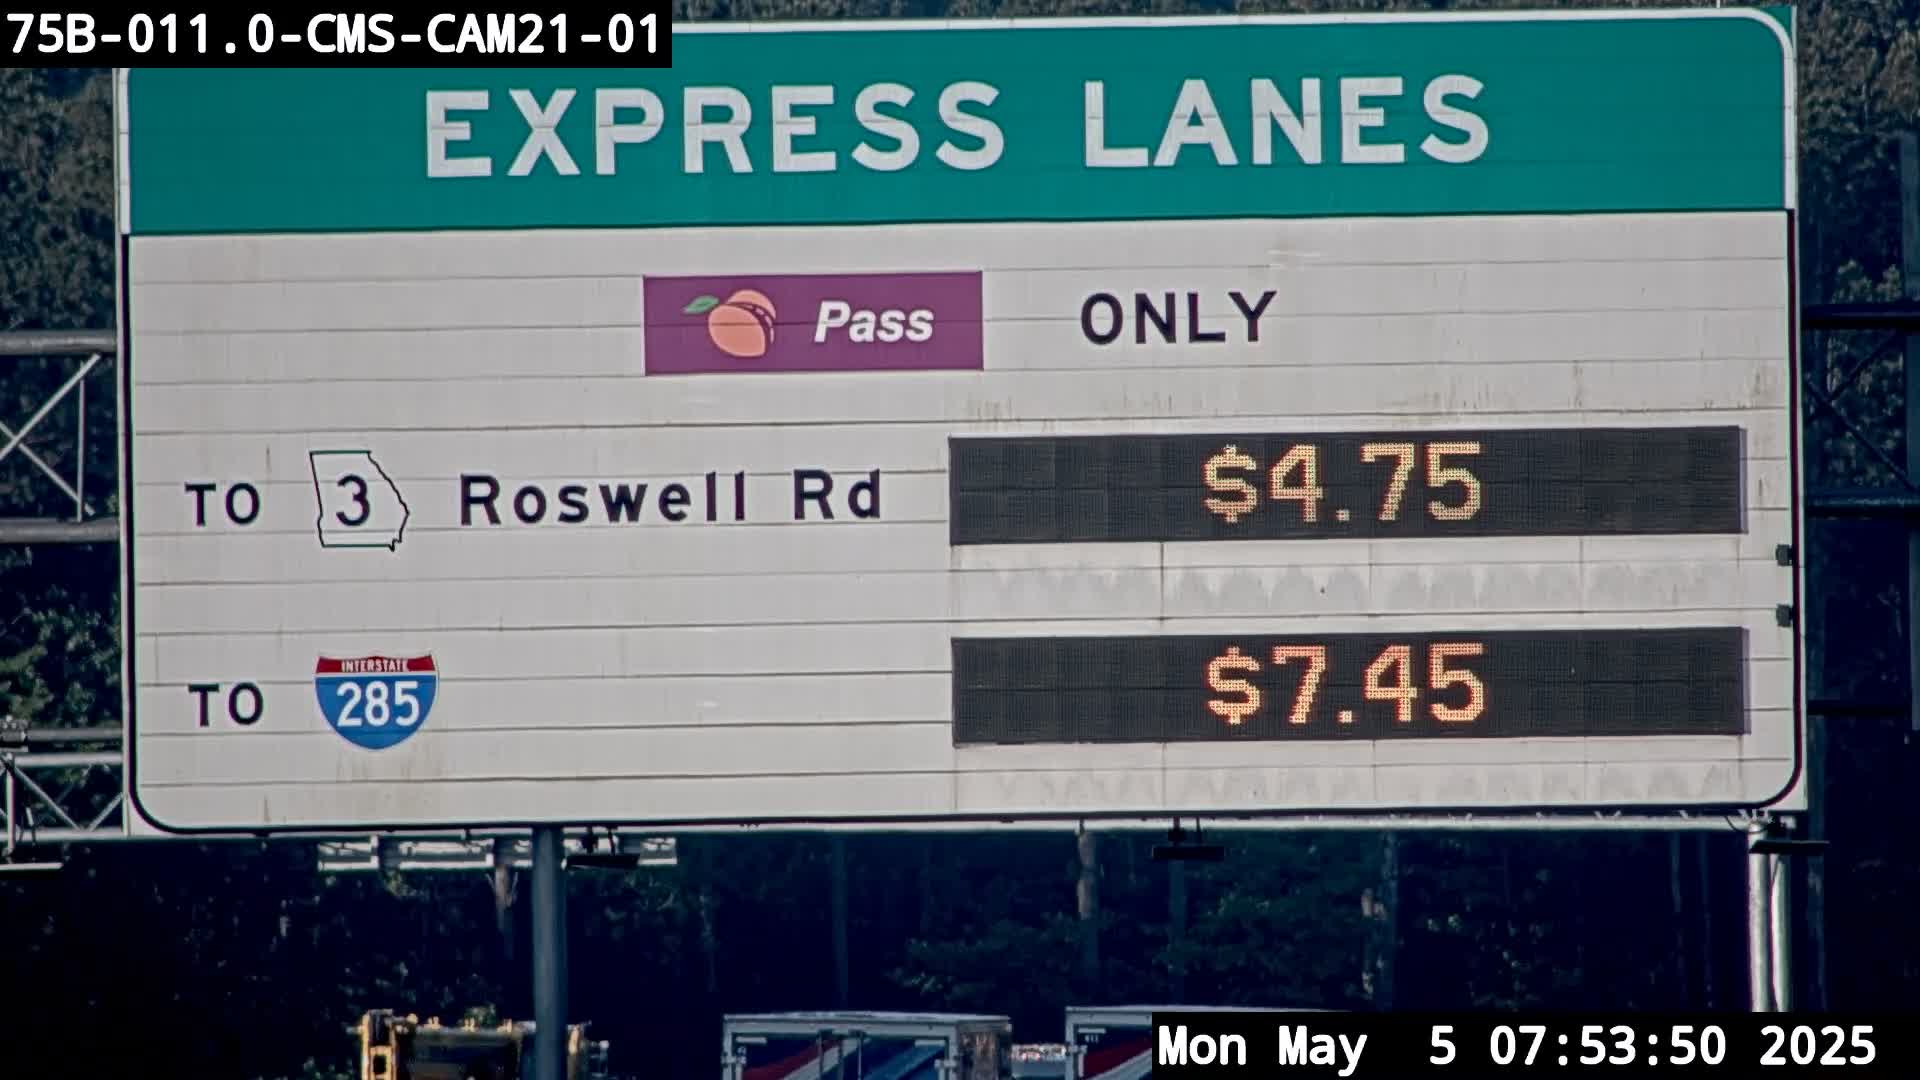 75B-011.0-CMS-CAM21-01
EXPRESS LANES
Pass ONLY
TO 3 Roswell Rd $4.75
TO INTERSTATE 285 $7.45
Mon May 5 07:53:50 2025